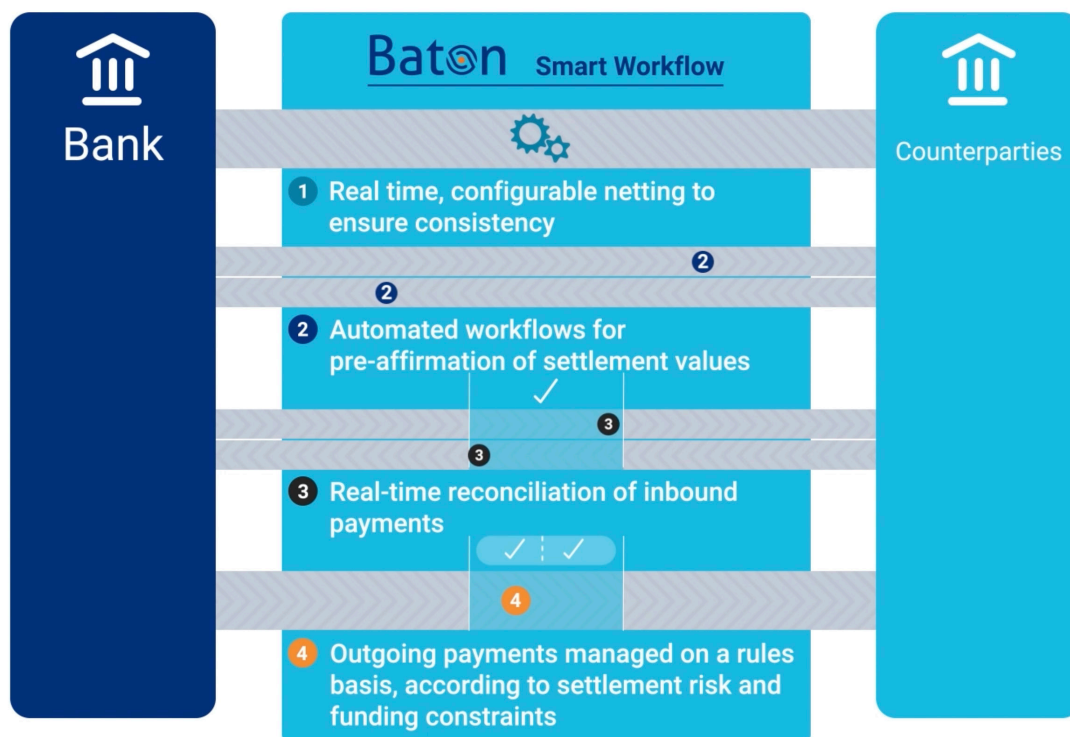 Bank
Baton Smart Workflow
Counterparties
1 Real time, configurable netting to
ensure consistency
2
2
2 Automated workflows for
pre-affirmation of settlement values
3
3
3 Real-time reconciliation of inbound
payments
4
4 Outgoing payments managed on a rules
basis, according to settlement risk and
funding constraints